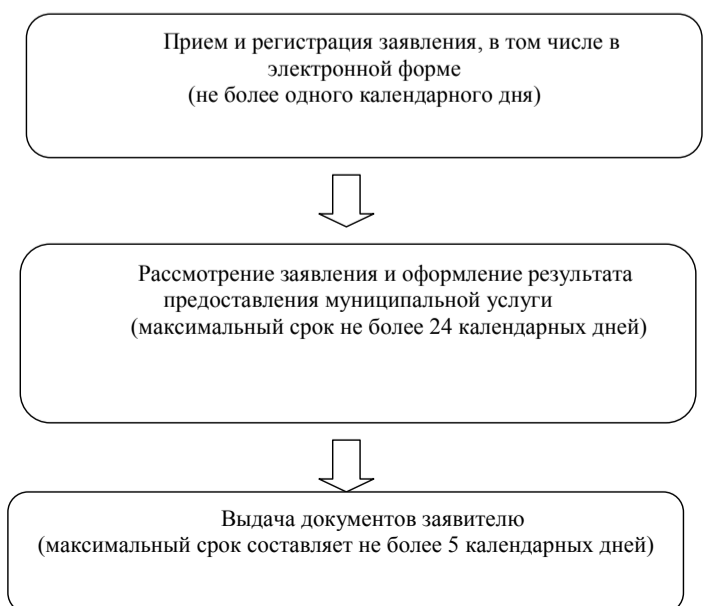 Прием и регистрация заявления, в том числе в
электронной форме
(не более одного календарного дня)
Рассмотрение заявления и оформление результата
предоставления муниципальной услуги
(максимальный срок не более 24 календарных дней)
Выдача документов заявителю
(максимальный срок составляет не более 5 календарных дней)